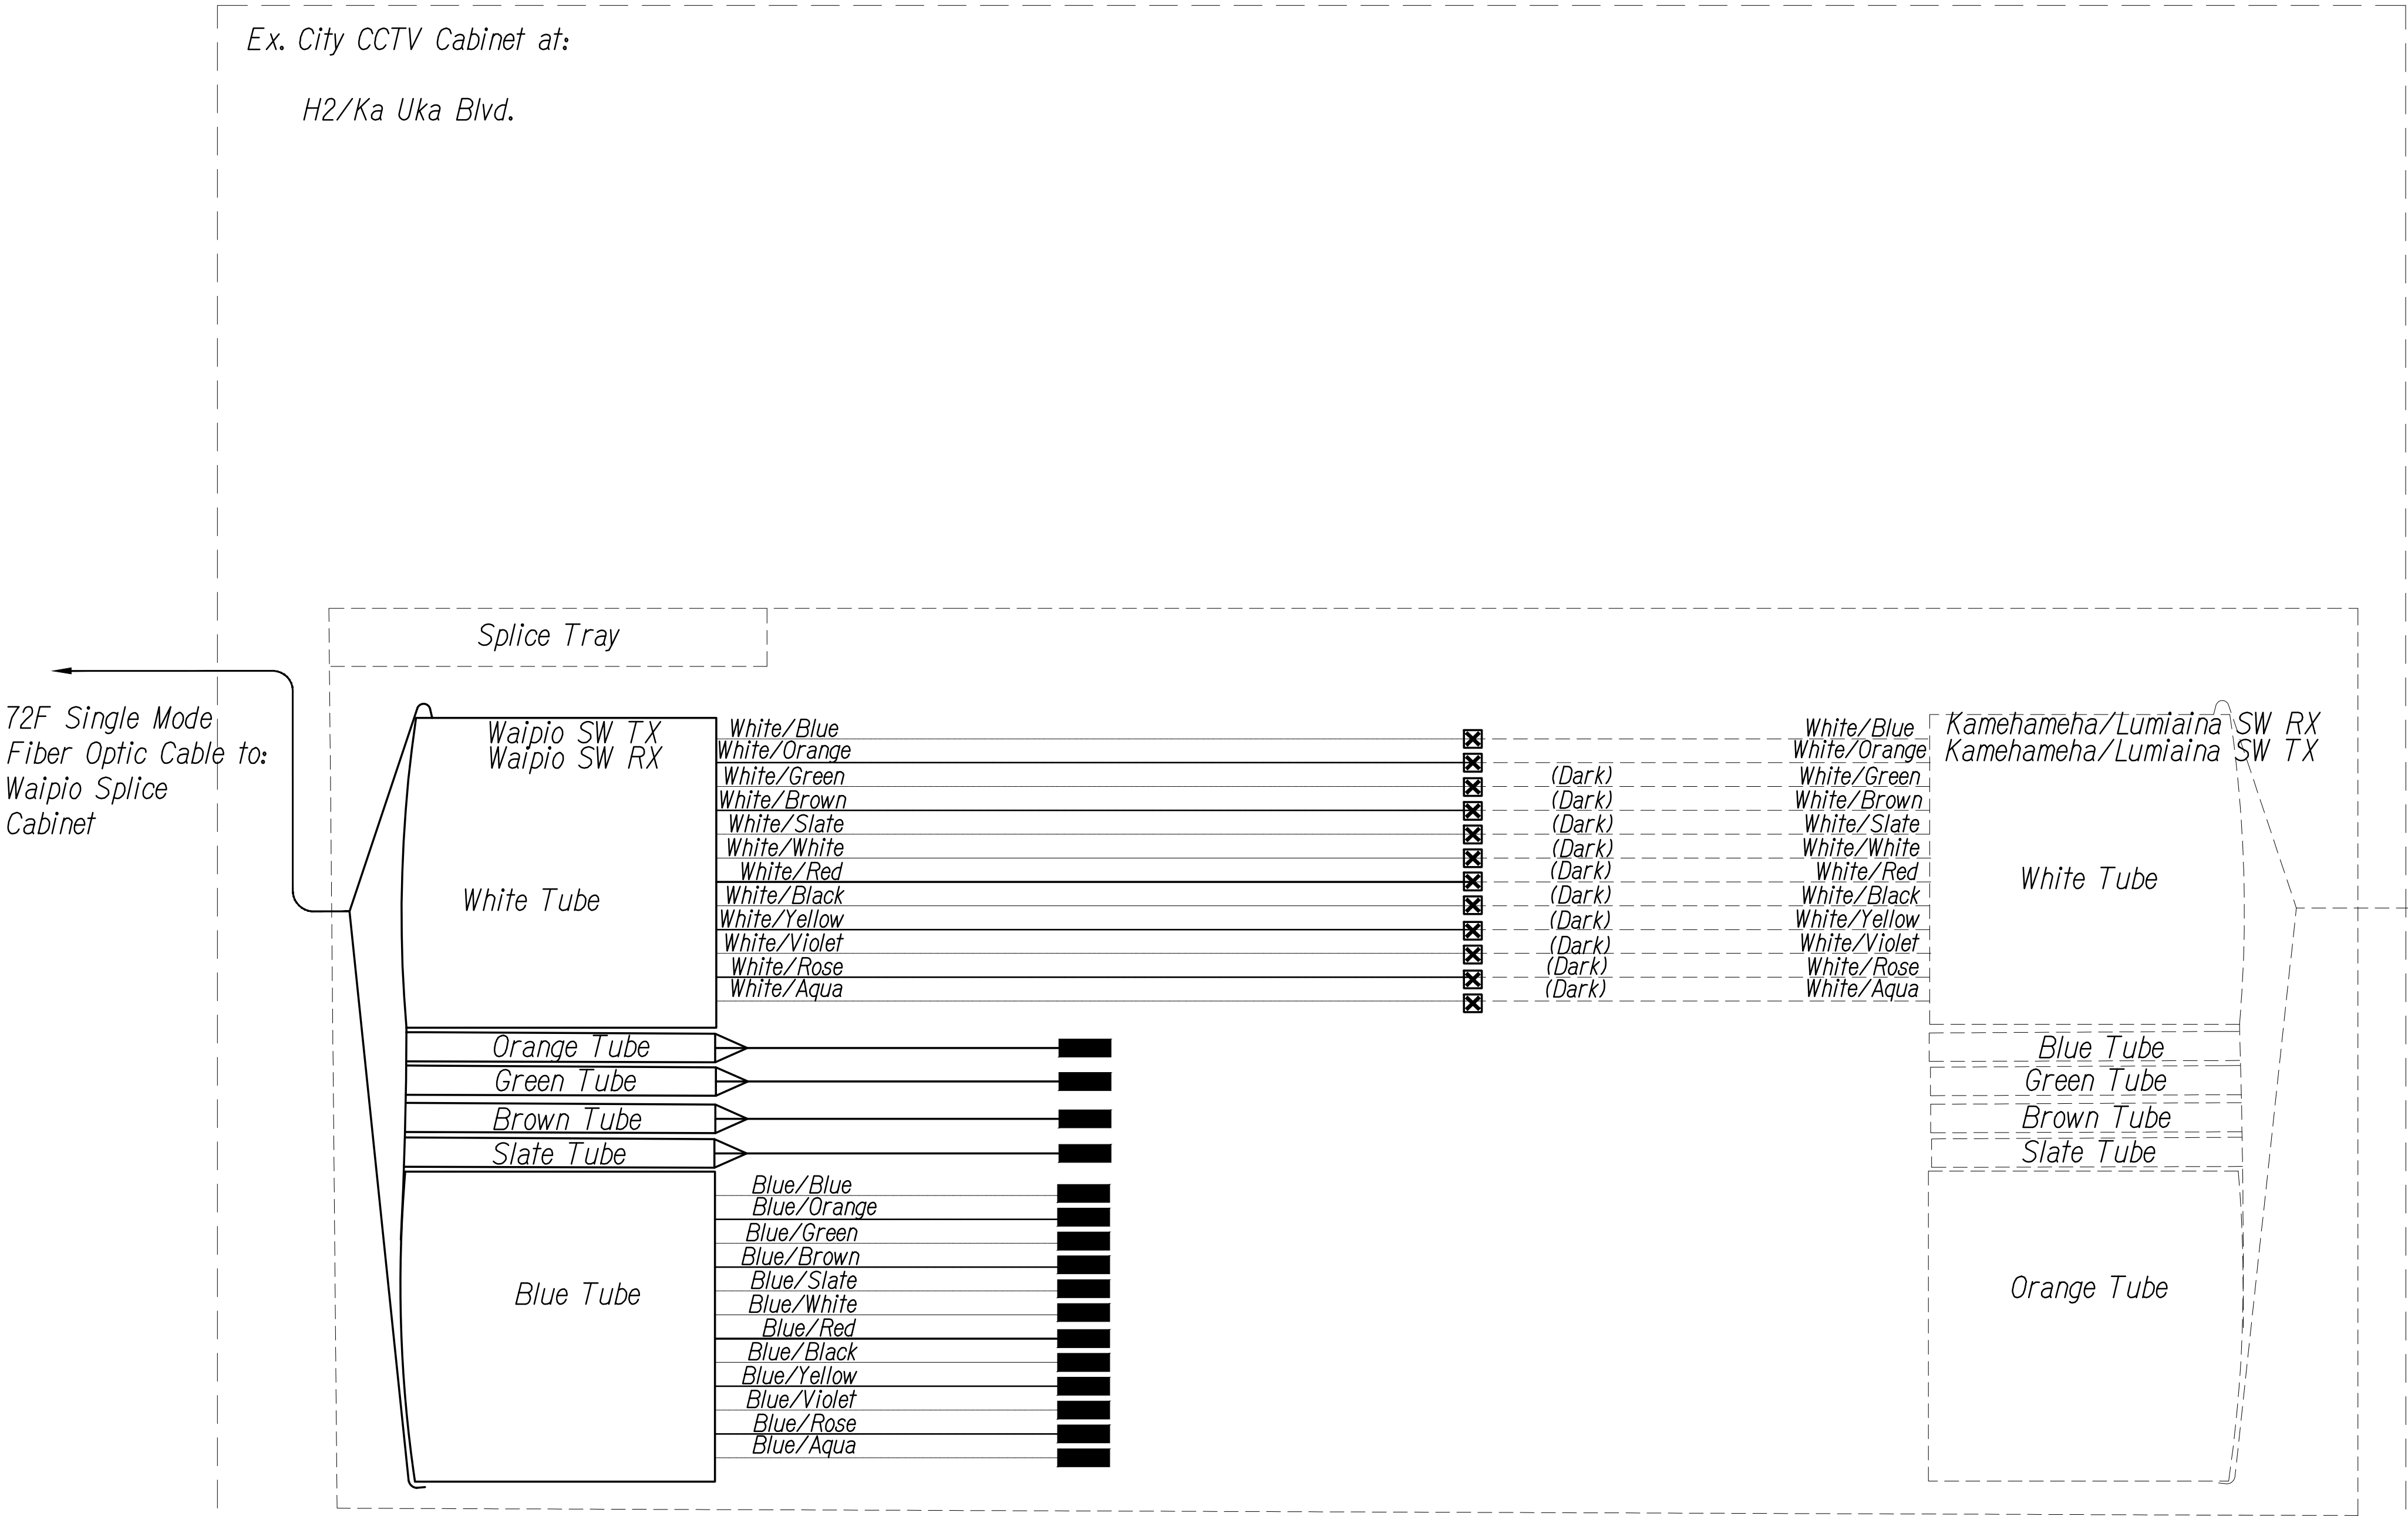 Ex. City CCTV Cabinet at:
H2/Ka Uka Blvd.
Splice Tray
72F Single Mode
Fiber Optic Cable to:
Waipio Splice
Cabinet
Waipio SW TX
Waipio SW RX
White Tube
Orange Tube
Green Tube
Brown Tube
Slate Tube
Blue Tube
White/Blue
White/Orange
White/Green
White/Brown
White/Slate
White/White
White/Red
White/Black
White/Yellow
White/Violet
White/Rose
White/Aqua
Blue/Blue
Blue/Orange
Blue/Green
Blue/Brown
Blue/Slate
Blue/White
Blue/Red
Blue/Black
Blue/Yellow
Blue/Violet
Blue/Rose
Blue/Aqua
(Dark)
(Dark)
(Dark)
(Dark)
(Dark)
(Dark)
(Dark)
(Dark)
(Dark)
(Dark)
White/Blue
White/Orange
White/Green
White/Brown
White/Slate
White/White
White/Red
White/Black
White/Yellow
White/Violet
White/Rose
White/Aqua
Kamehameha/Lumiaina SW RX
Kamehameha/Lumiaina SW TX
White Tube
Blue Tube
Green Tube
Brown Tube
Slate Tube
Orange Tube